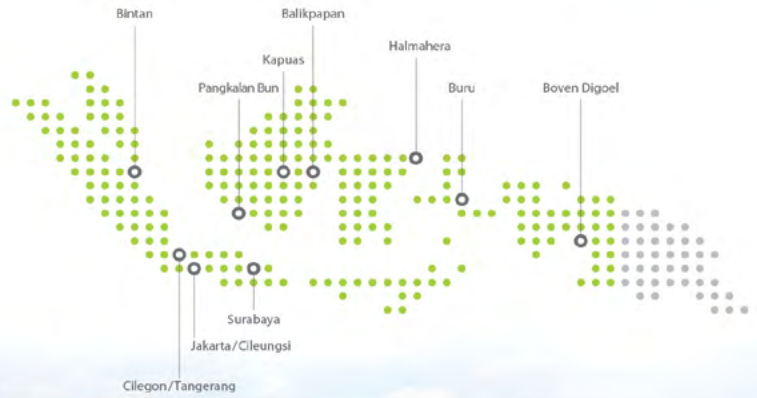 Bintan
Balikpapan
Halmahera
Kapuas
Pangkalan Bun
Buru
Boven Digoel
Surabaya
Jakarta/Cileungsi
Cilegon/Tangerang